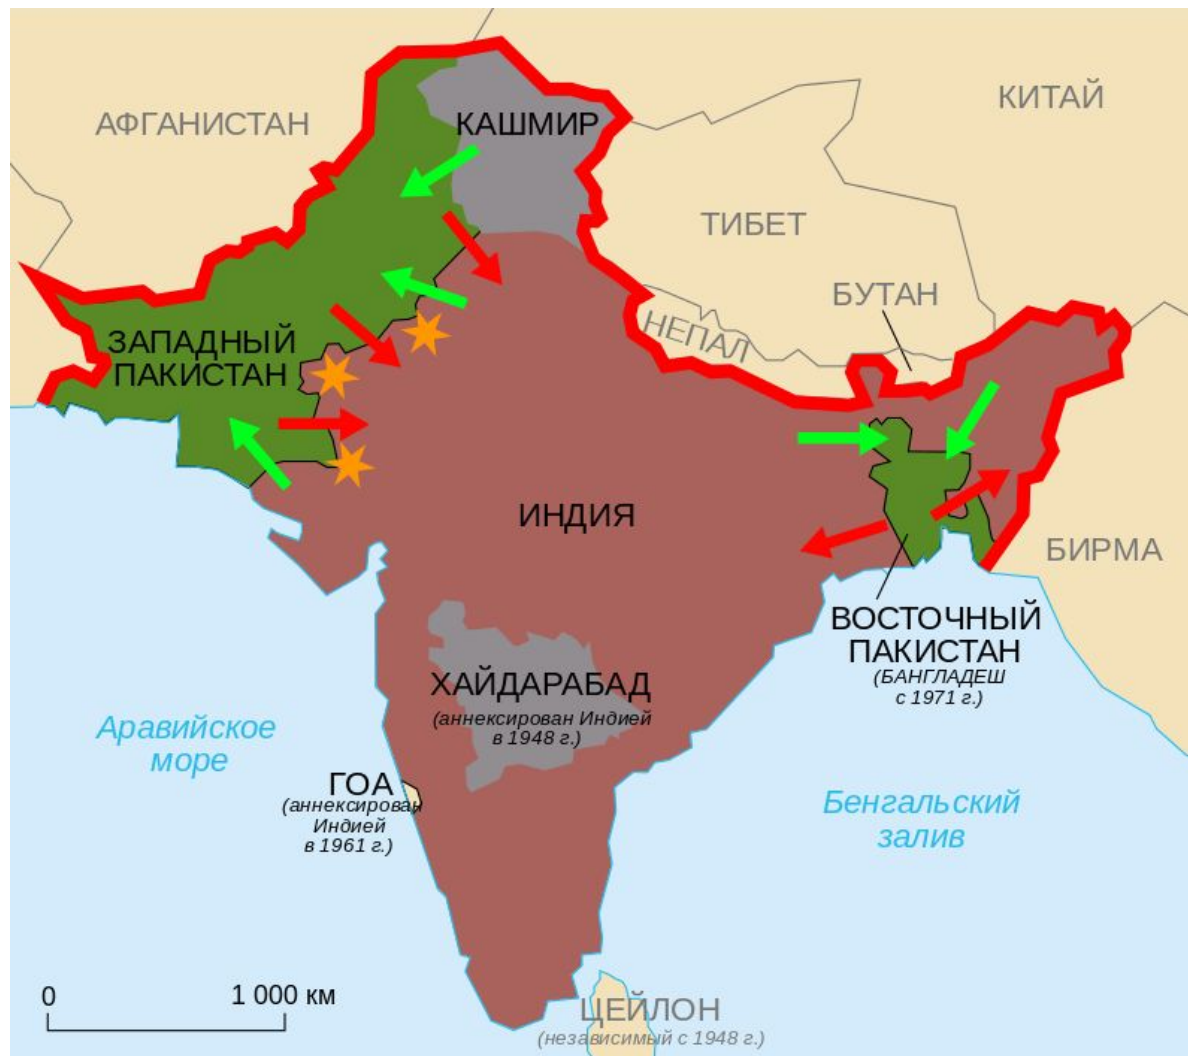 КИТАЙ
АФГАНИСТАН
КАШМИР
ТИБЕТ
БУТАН
НЕПАЛ
ЗАПАДНЫЙ
ПАКИСТАН
ИНДИЯ
БИРМА
ВОСТОЧНЫЙ
ПАКИСТАН
(БАНГЛАДЕШ
с 1971 г.)
ХАЙДАРАБАД
(аннексирован Индией
в 1948 г.)
Аравийское
море
ГОА
(аннексирован
Индией
в 1961 г.)
Бенгальский
залив
0
1 000 км
ЦЕЙЛОН
(независимый с 1948 г.)